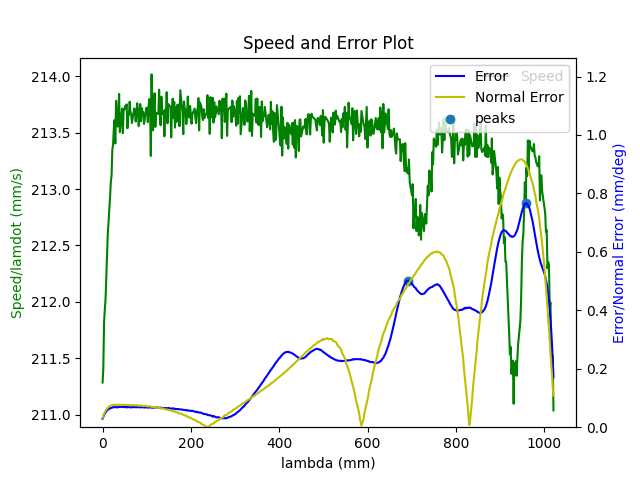 Speed and Error Plot
Speed/lamdot (mm/s)
214.0
213.5
213.0
212.5
212.0
211.5
211.0
Error
Speed
Normal Error
peaks
1.2
1.0
0.8
0.6
0.4
0.2
0.0
Error/Normal Error (mm/deg)
0
200
400
600
800
1000
lambda (mm)